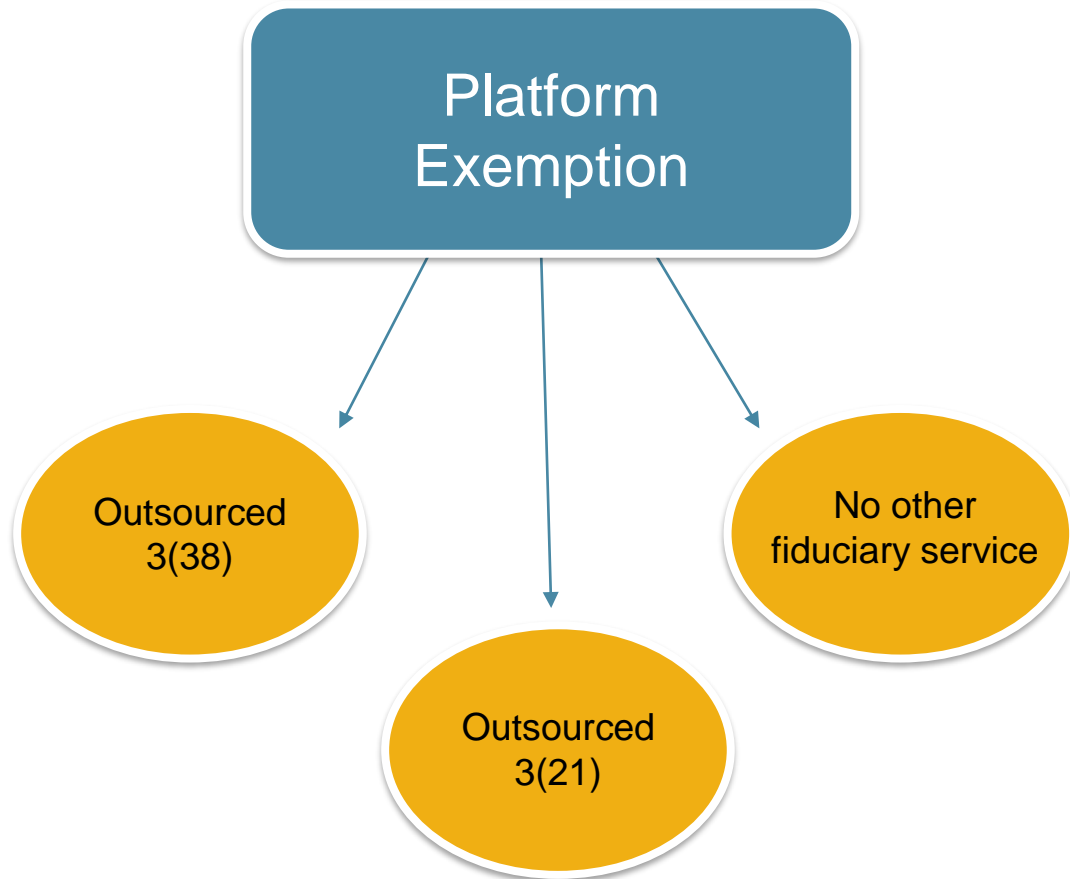 Platform
Exemption
Outsourced
3(38)
No other
fiduciary service
Outsourced
3(21)